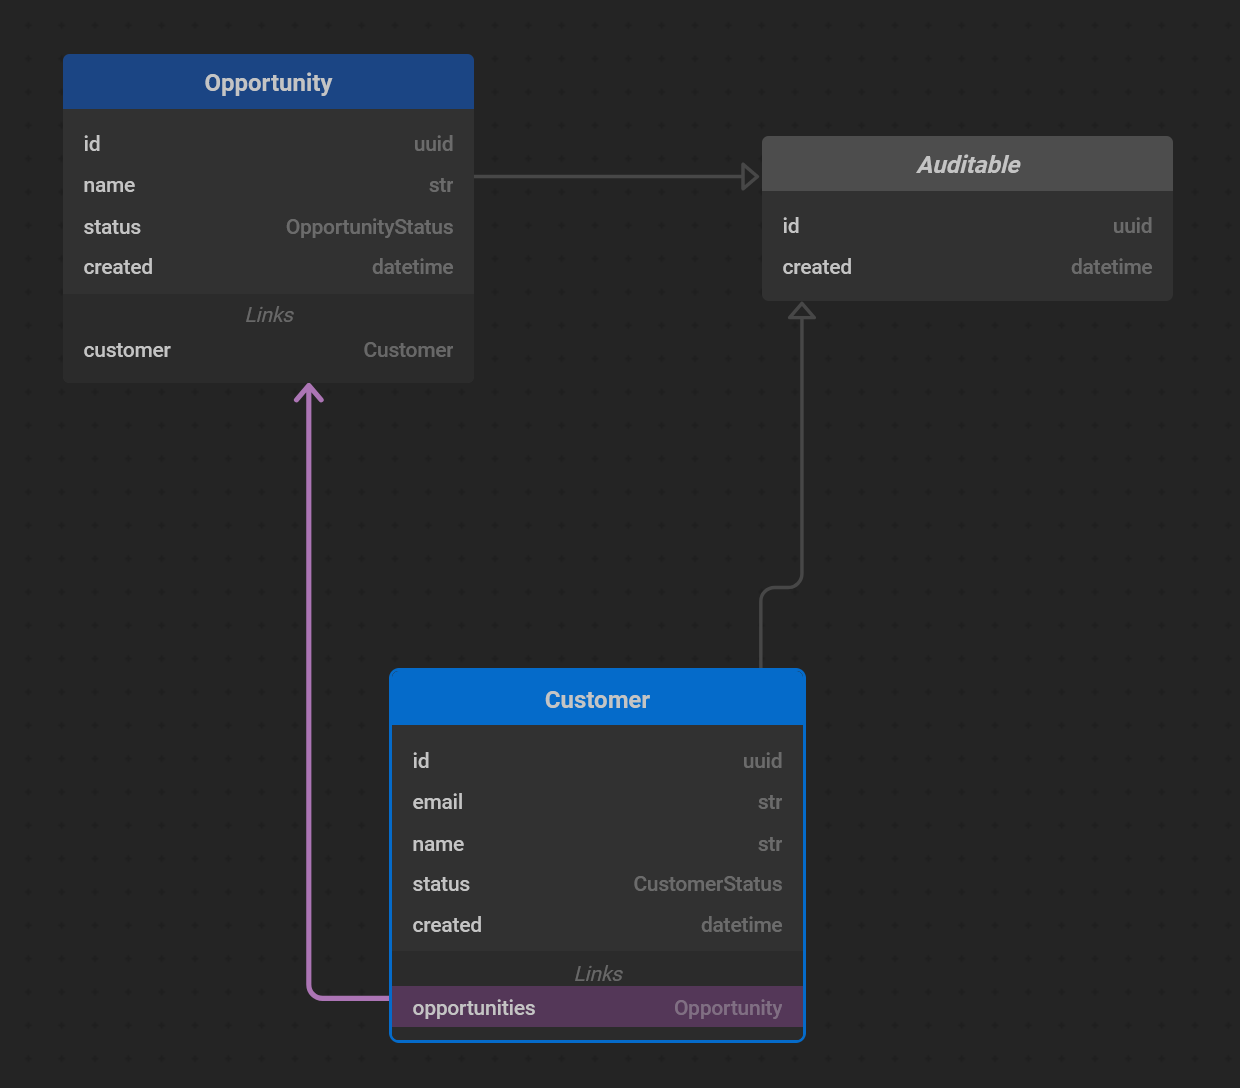 Opportunity
id uuid
name str
status OpportunityStatus
created datetime
Links
customer Customer
Auditable
id uuid
created datetime
Customer
id uuid
email str
name str
status CustomerStatus
created datetime
Links
opportunities Opportunity